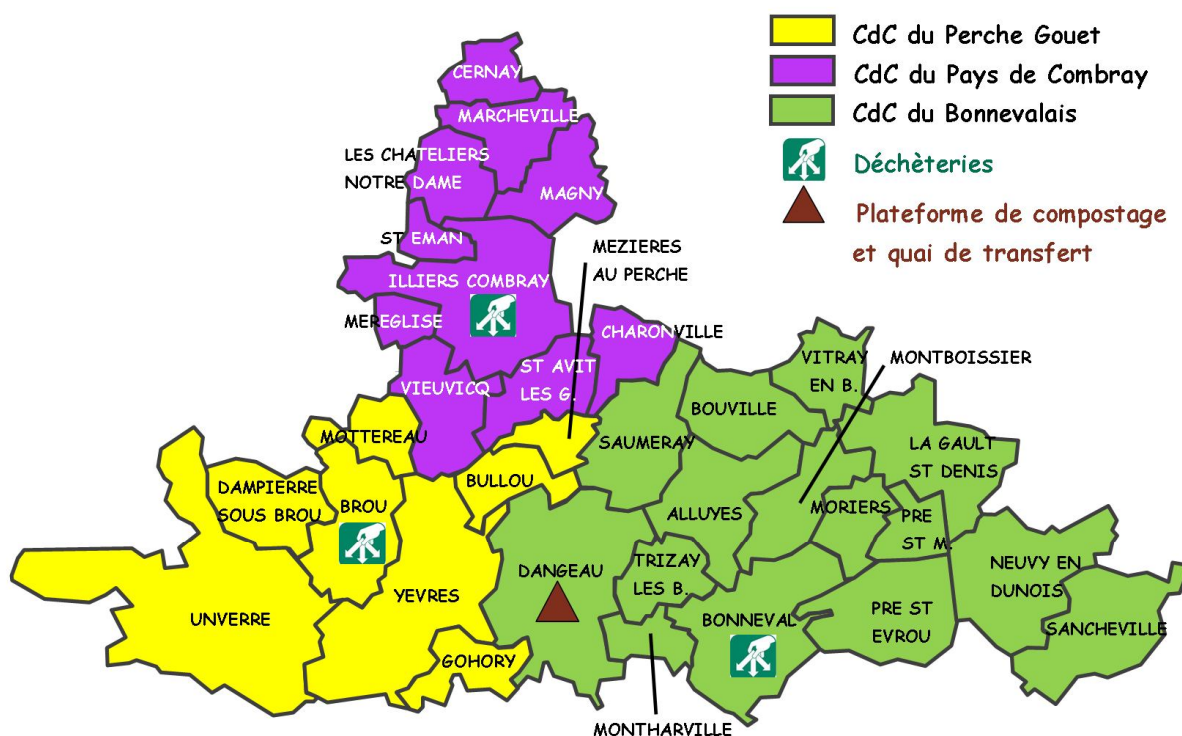 CdC du Perche Gouet
CdC du Pays de Combray
CdC du Bonnevalais
Déchèteries
Plateforme de compostage
et quai de transfert
CERNAY
MARCHEVILLE
LES CHATELIERS
NOTRE DAME
MAGNY
ST EMAN
MEZIERES
AU PERCHE
ILLIERS COMBRAY
MEREGLISE
CHARONVILLE
ST AVIT
LES G.
VIEUVICQ
VITRAY
EN B.
MONTBOISSIER
BOUVILLE
MOTTEREAU
SAUMERAY
LA GAULT
ST DENIS
BULLOU
DAMPIERRE
SOUS BROU
BROU
ALLUYES
MORIERS
PRE
ST M.
DANGEAU
TRIZAY
LES B.
NEUVY EN
DUNOIS
YEVRES
UNVERRE
BONNEVAL
PRE ST
EVROU
SANCHEVILLE
GOHORY
MONTHARVILLE